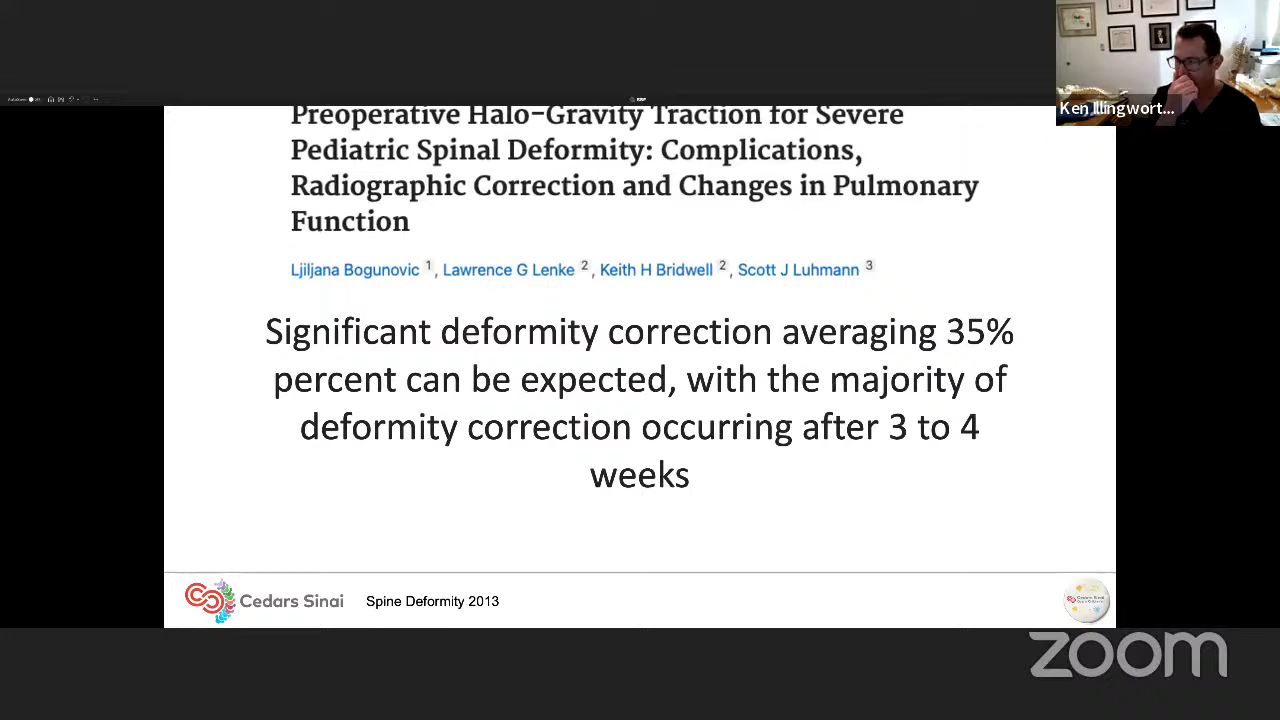 Ken Illingwort...
Preoperative Halo-Gravity Traction for Severe
Pediatric Spinal Deformity: Complications,
Radiographic Correction and Changes in Pulmonary
Function
Ljiljana Bogunovic 1, Lawrence G Lenke 2, Keith H Bridwell 2, Scott J Luhmann 3
Significant deformity correction averaging 35%
percent can be expected, with the majority of
deformity correction occurring after 3 to 4
weeks
Cedars Sinai
Spine Deformity 2013
zoom